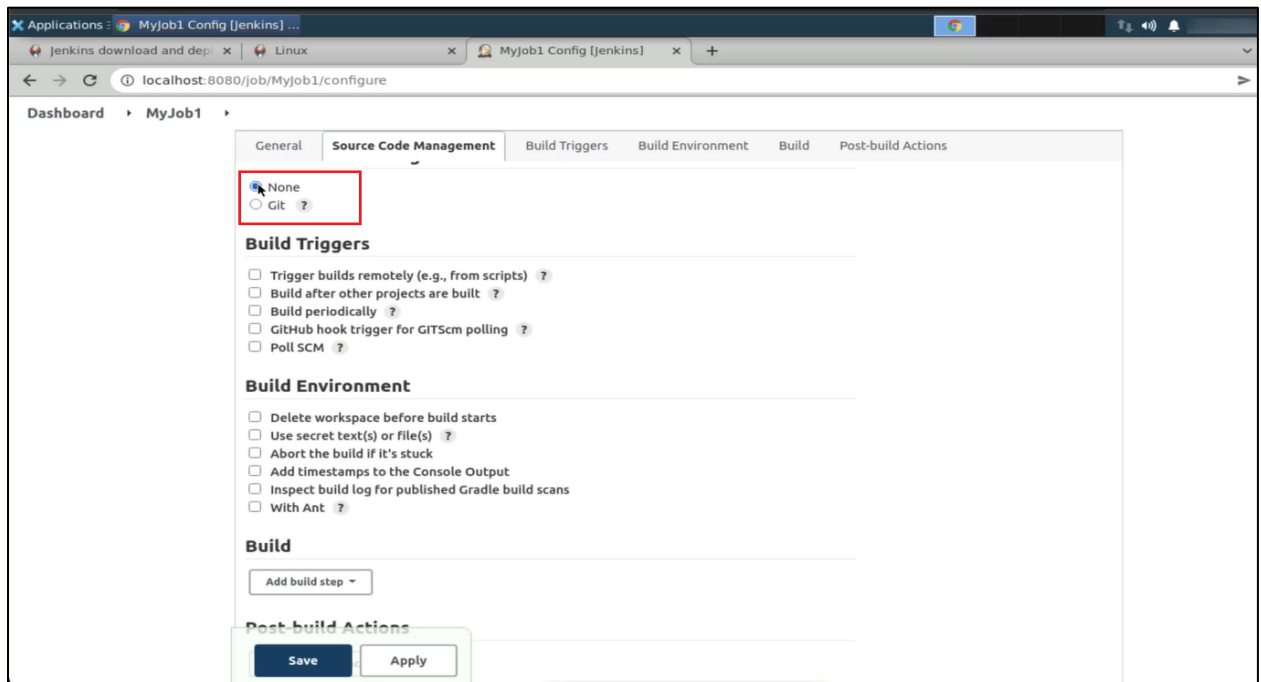 Applications
MyJob1 Config [Jenkins] ...
Jenkins download and depl
Linux
MyJob1 Config [Jenkins]
localhost:8080/job/MyJob1/configure
Dashboard
MyJob1
General
Source Code Management
Build Triggers
Build Environment
Build
Post-build Actions
None
Git ?
Build Triggers
Trigger builds remotely (e.g., from scripts) ?
Build after other projects are built ?
Build periodically ?
GitHub hook trigger for GITScm polling ?
Poll SCM ?
Build Environment
Delete workspace before build starts
Use secret text(s) or file(s) ?
Abort the build if it's stuck
Add timestamps to the Console Output
Inspect build log for published Gradle build scans
With Ant ?
Build
Add build step
Post-build Actions
Save
Apply